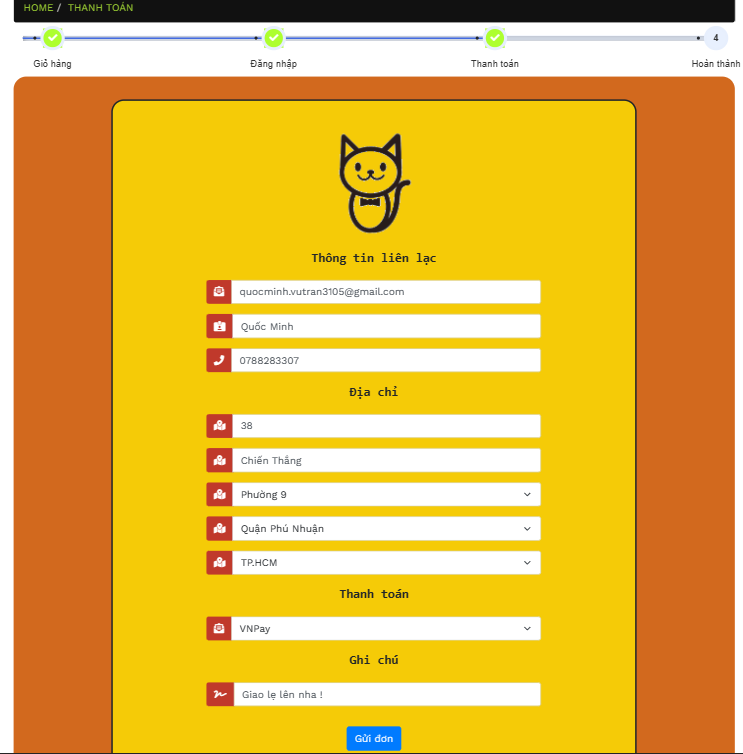 HOME / THANH TOÁN
4
Giỏ hàng
Đăng nhập
Thanh toán
Hoàn thành
Thông tin liên lạc
quocminh.vutran3105@gmail.com
Quốc Minh
0788283307
Địa chỉ
38
Chiến Thắng
Phường 9
Quận Phú Nhuận
TP.HCM
Thanh toán
VNPay
Ghi chú
Giao lẹ lên nha !
Gửi đơn